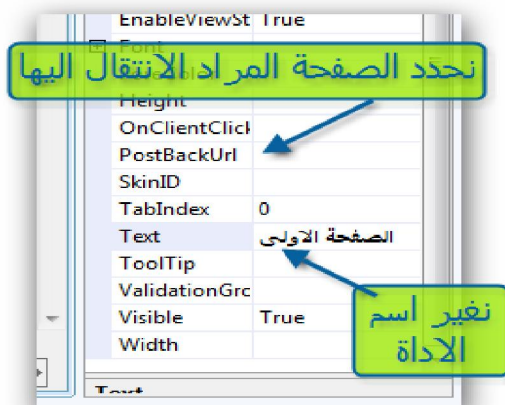 EnableViewSt True
Font
نحدد الصفحة المراد الانتقال اليها
Height
OnClientClick
PostBackUrl
SkinID
TabIndex 0
Text الصفحة الاولى
ToolTip
ValidationGrc
Visible True
Width
نغير اسم
الاداة
Text